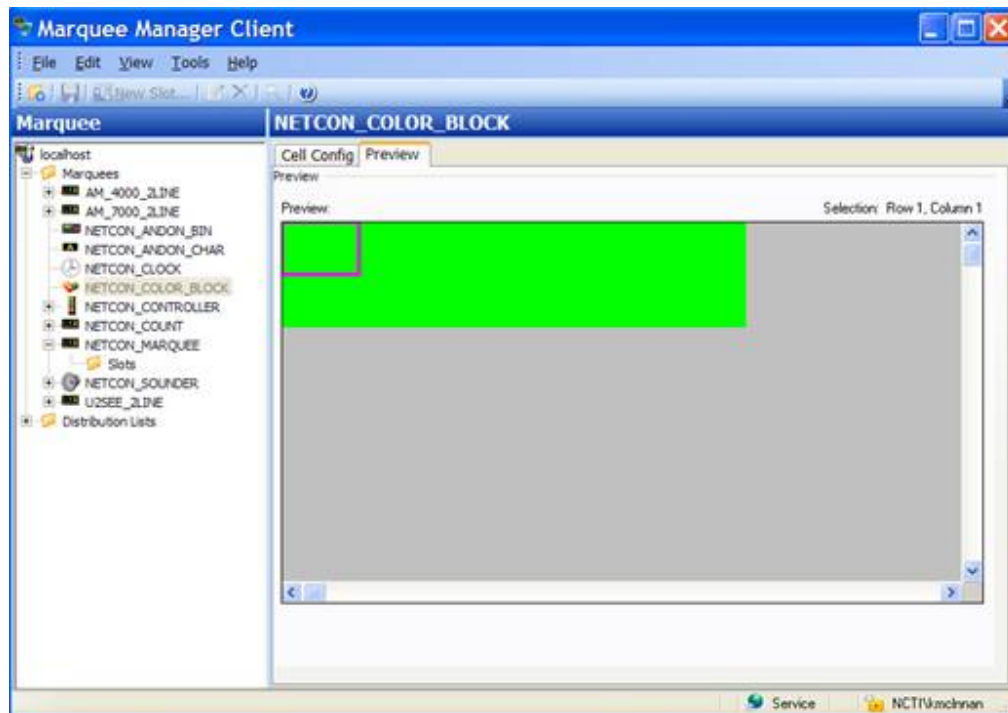 Marquee Manager Client
File Edit View Tools Help
New Slot...
Marquee
NETCON_COLOR_BLOCK
localhost
Marquees
AM_4000_2LINE
AM_7000_2LINE
NETCON_ANDON_BIN
NETCON_ANDON_CHAR
NETCON_CLOCK
NETCON_COLOR_BLOCK
NETCON_CONTROLLER
NETCON_COUNT
NETCON_MARQUEE
Slots
NETCON_SOUNDER
U2SEE_2LINE
Distribution Lists
Cell Config Preview
Preview
Preview: Selection: Row 1, Column 1
Service NCTI\kmclnnan